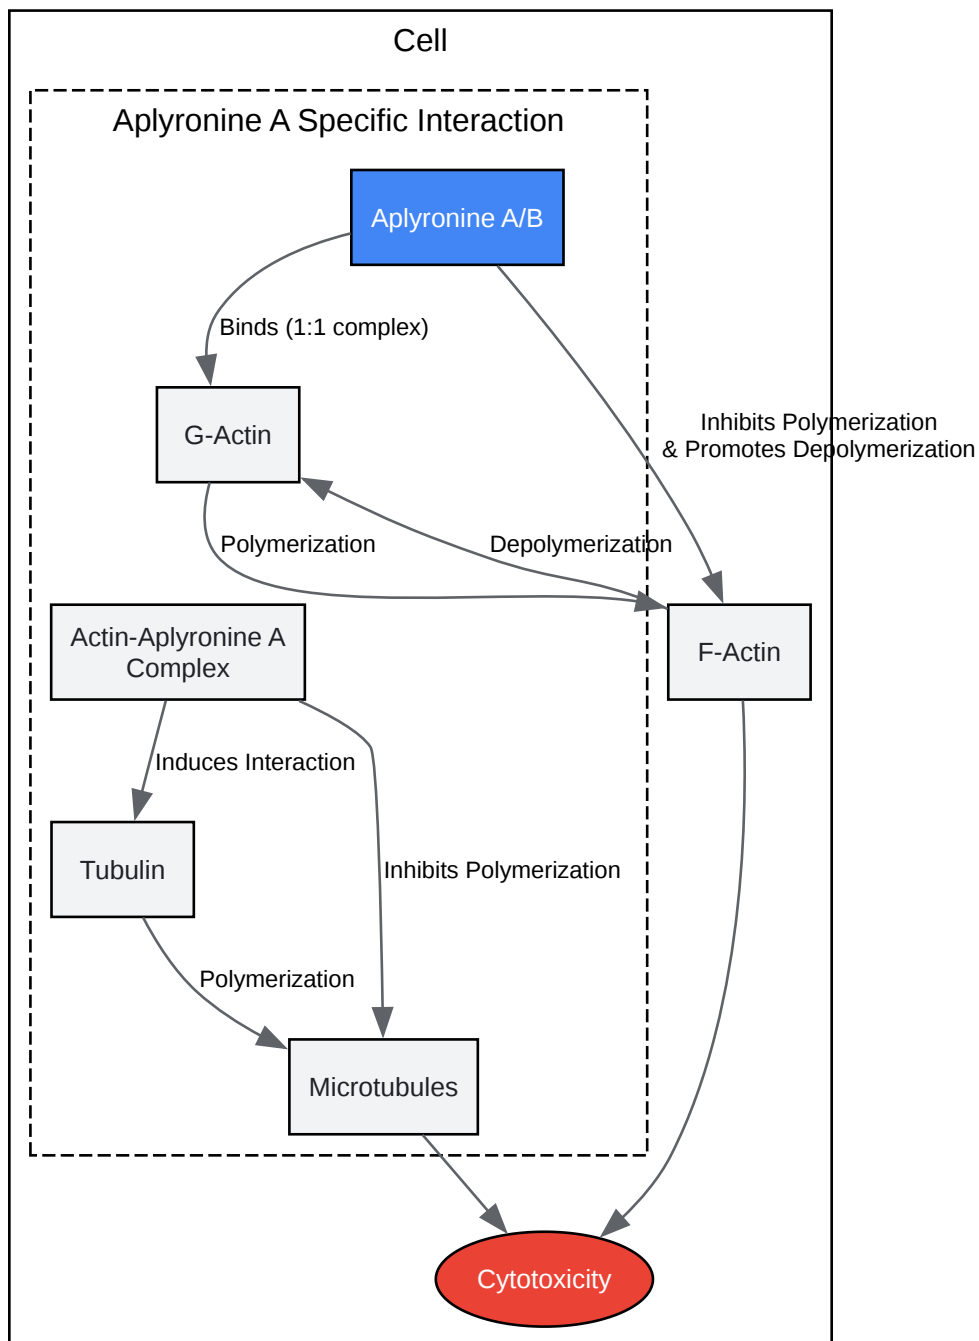 Cell
Aplyronine A Specific Interaction
Aplyronine A/B
Binds (1:1 complex)
Inhibits Polymerization
& Promotes Depolymerization
G-Actin
Polymerization
Depolymerization
Actin-Aplyronine A
Complex
F-Actin
Induces Interaction
Tubulin
Inhibits Polymerization
Polymerization
Microtubules
Cytotoxicity